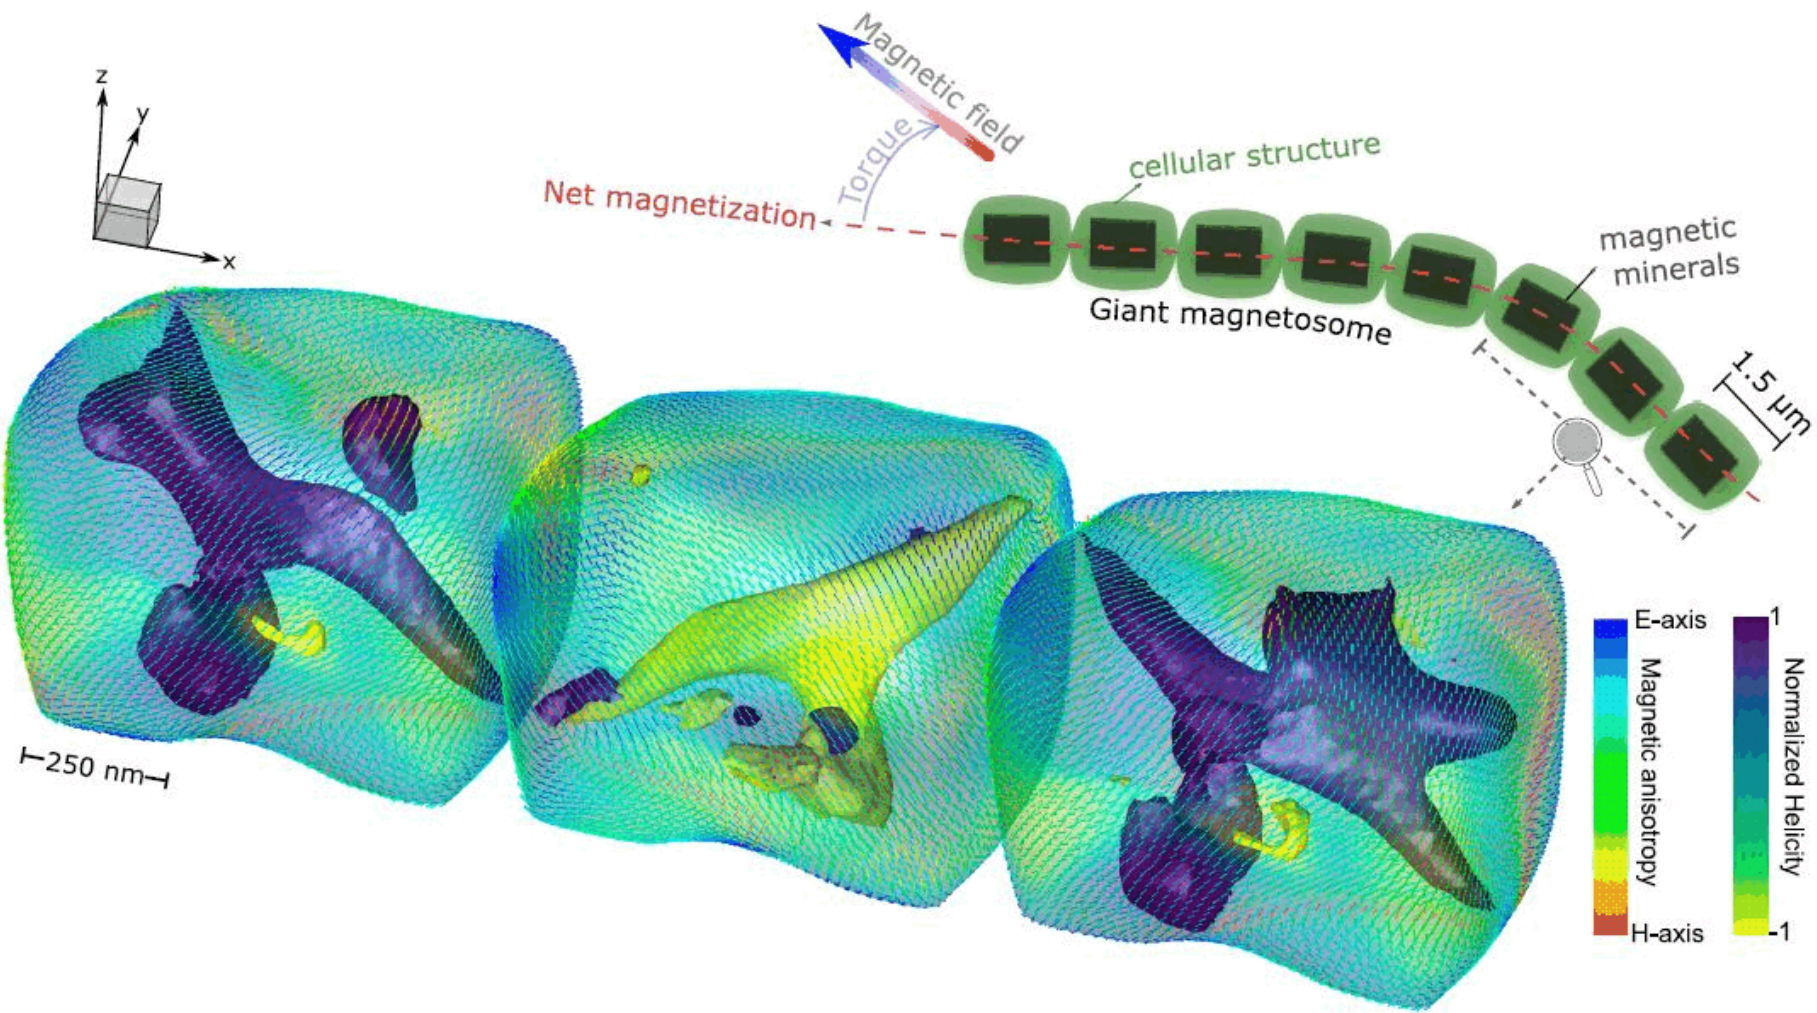 Magnetic field
z
y
x
Torque
Net magnetization
cellular structure
magnetic
minerals
Giant magnetosome
1.5 μm
250 nm
E-axis
Magnetic anisotropy
H-axis
1
Normalized Helicity
-1